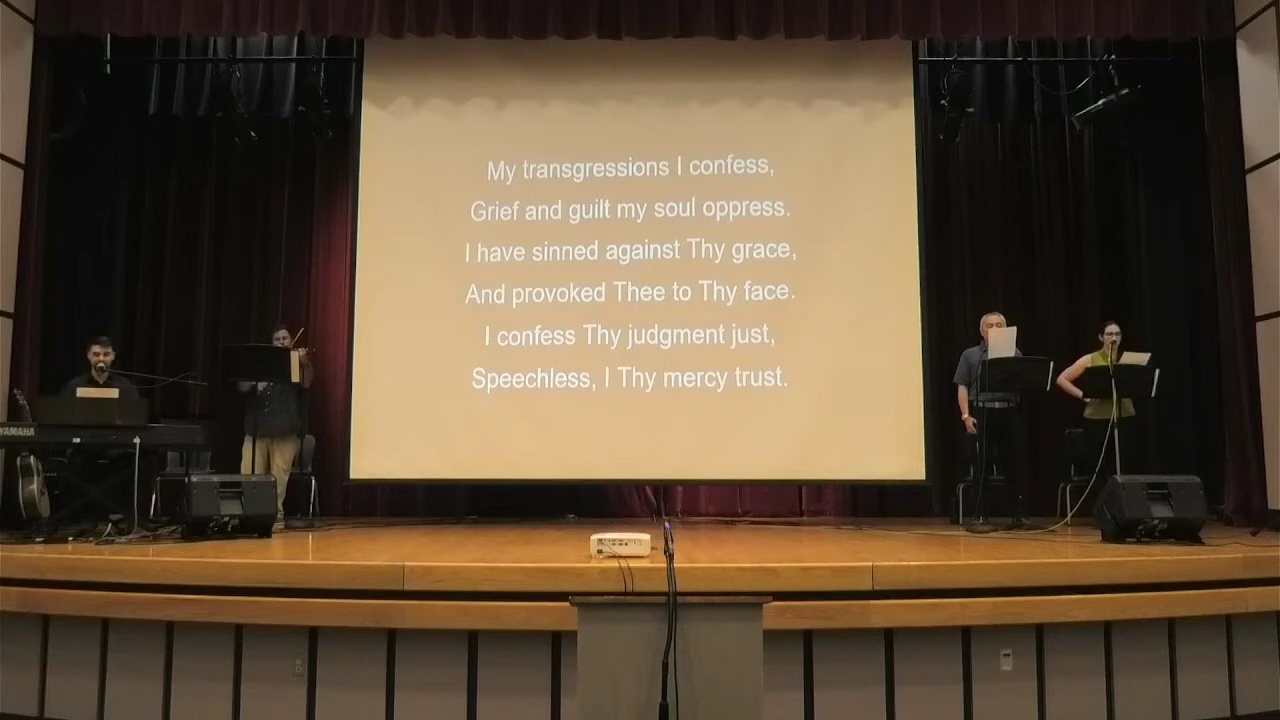 My transgressions I confess,
Grief and guilt my soul oppress.
I have sinned against Thy grace,
And provoked Thee to Thy face.
I confess Thy judgment just,
Speechless, I Thy mercy trust.
YAMAHA